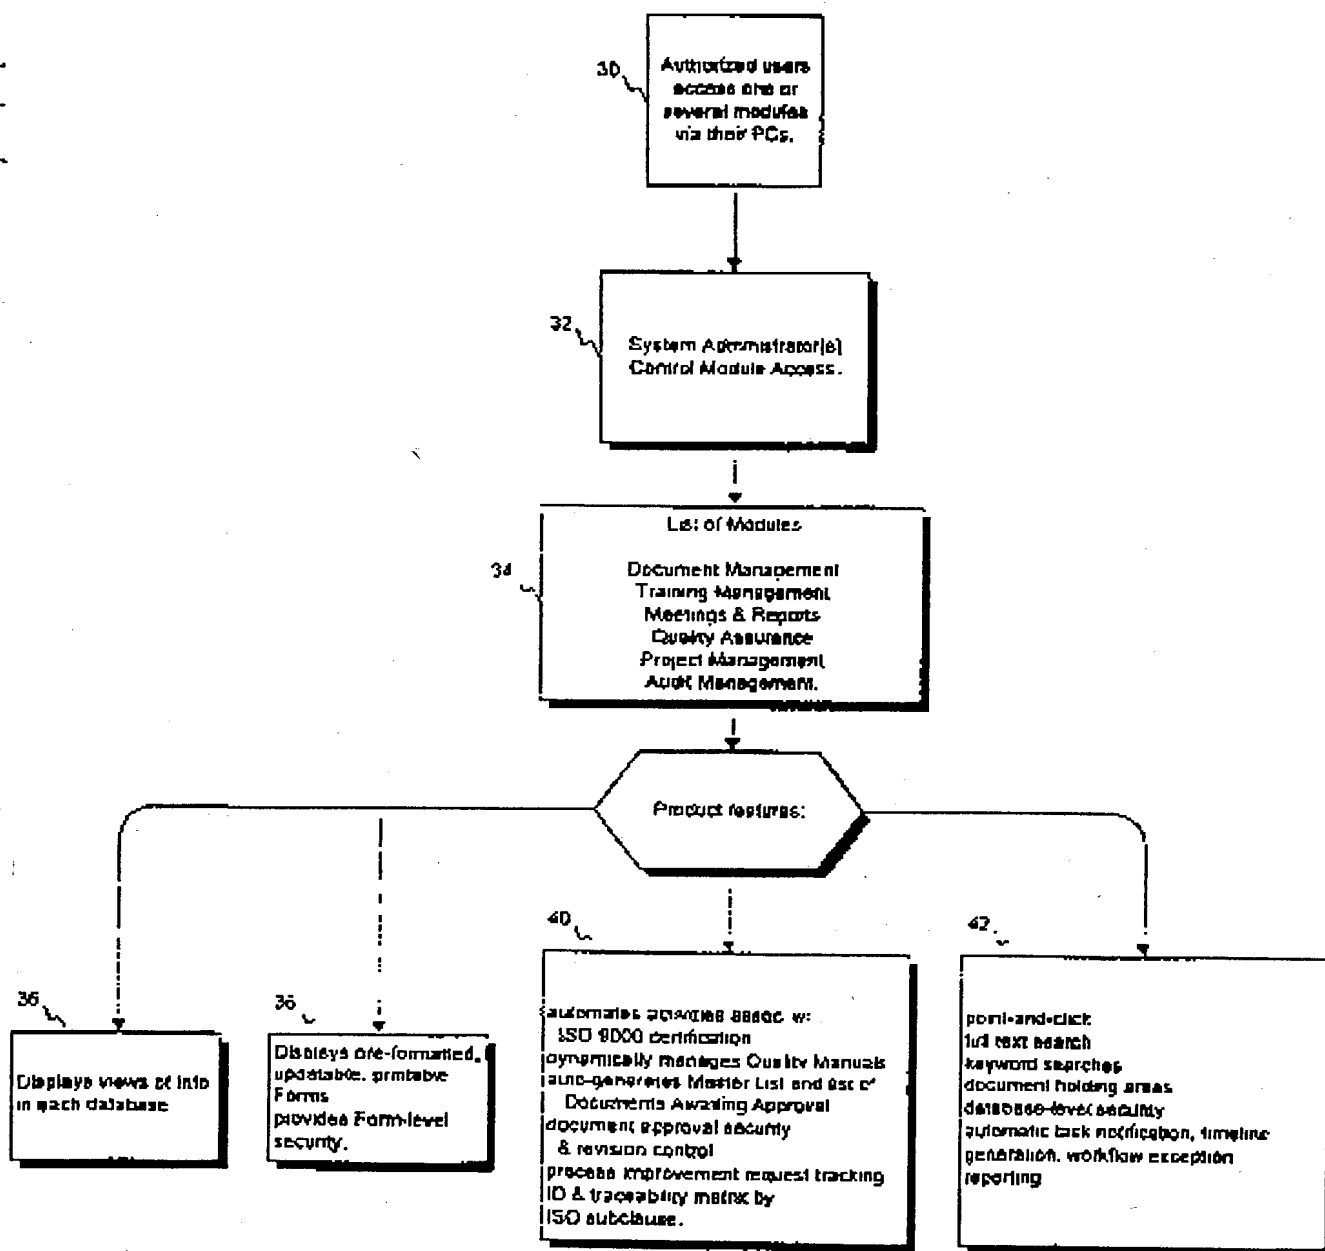 30
Authorized users
access one or
several modules
via their PCs.
32
System Administrator(s)
Control Module Access.
34
List of Modules
Document Management
Training Management
Meetings & Reports
Quality Assurance
Project Management
Audit Management.
Product features:
36
Displays views of info
in each database
38
Displays pre-formatted,
updatable, printable
Forms
provides Form-level
security.
40
automates activities assoc w:
ISO 9000 certification
dynamically manages Quality Manuals
auto-generates Master List and list of
Documents Awaiting Approval
document approval security
& revision control
process improvement request tracking
ID & traceability matrix by
ISO subclause.
42
point-and-click
full text search
keyword searches
document holding areas
database-level security
automatic task notification, timeline
generation, workflow exception
reporting